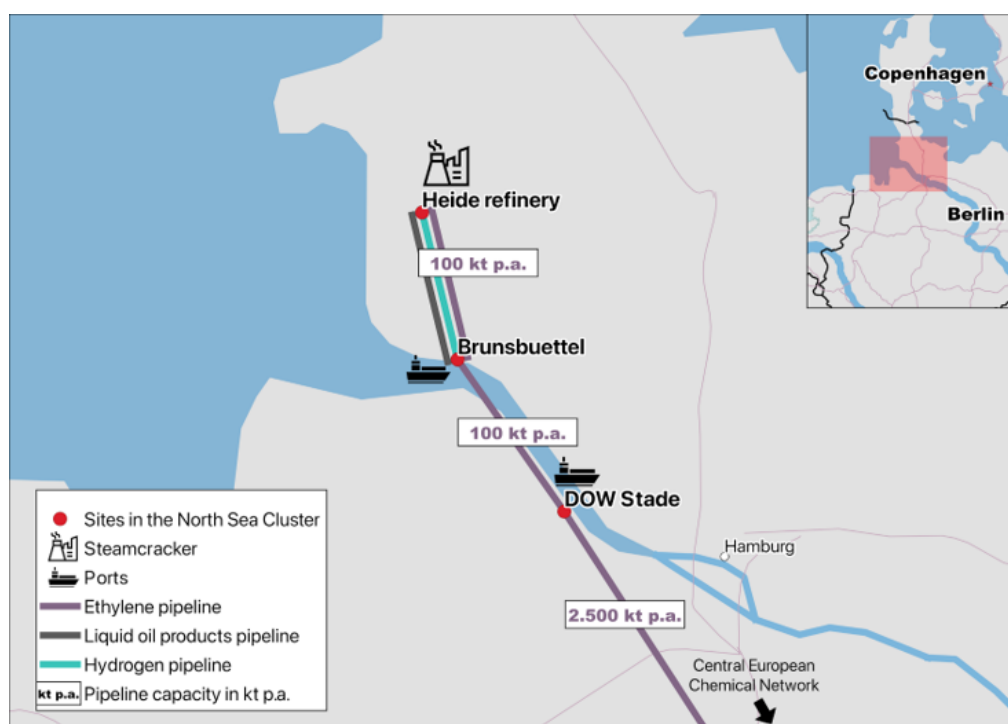 Copenhagen
Berlin
Heide refinery
100 kt p.a.
Brunsbuettel
100 kt p.a.
DOW Stade
Hamburg
2.500 kt p.a.
Central European
Chemical Network
Sites in the North Sea Cluster
Steamcracker
Ports
Ethylene pipeline
Liquid oil products pipeline
Hydrogen pipeline
kt p.a. Pipeline capacity in kt p.a.